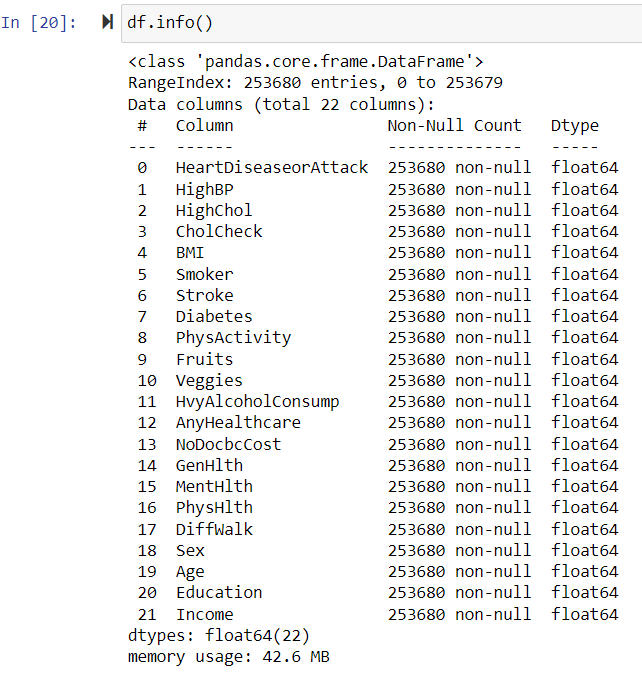 In [20]: df.info()
<class 'pandas.core.frame.DataFrame'>
RangeIndex: 253680 entries, 0 to 253679
Data columns (total 22 columns):
 #   Column                Non-Null Count   Dtype
---  ------                --------------   -----
 0   HeartDiseaseorAttack  253680 non-null  float64
 1   HighBP                253680 non-null  float64
 2   HighChol              253680 non-null  float64
 3   CholCheck             253680 non-null  float64
 4   BMI                   253680 non-null  float64
 5   Smoker                253680 non-null  float64
 6   Stroke                253680 non-null  float64
 7   Diabetes              253680 non-null  float64
 8   PhysActivity          253680 non-null  float64
 9   Fruits                253680 non-null  float64
 10  Veggies               253680 non-null  float64
 11  HvyAlcoholConsump     253680 non-null  float64
 12  AnyHealthcare         253680 non-null  float64
 13  NoDocbcCost           253680 non-null  float64
 14  GenHlth               253680 non-null  float64
 15  MentHlth              253680 non-null  float64
 16  PhysHlth              253680 non-null  float64
 17  DiffWalk              253680 non-null  float64
 18  Sex                   253680 non-null  float64
 19  Age                   253680 non-null  float64
 20  Education             253680 non-null  float64
 21  Income                253680 non-null  float64
dtypes: float64(22)
memory usage: 42.6 MB